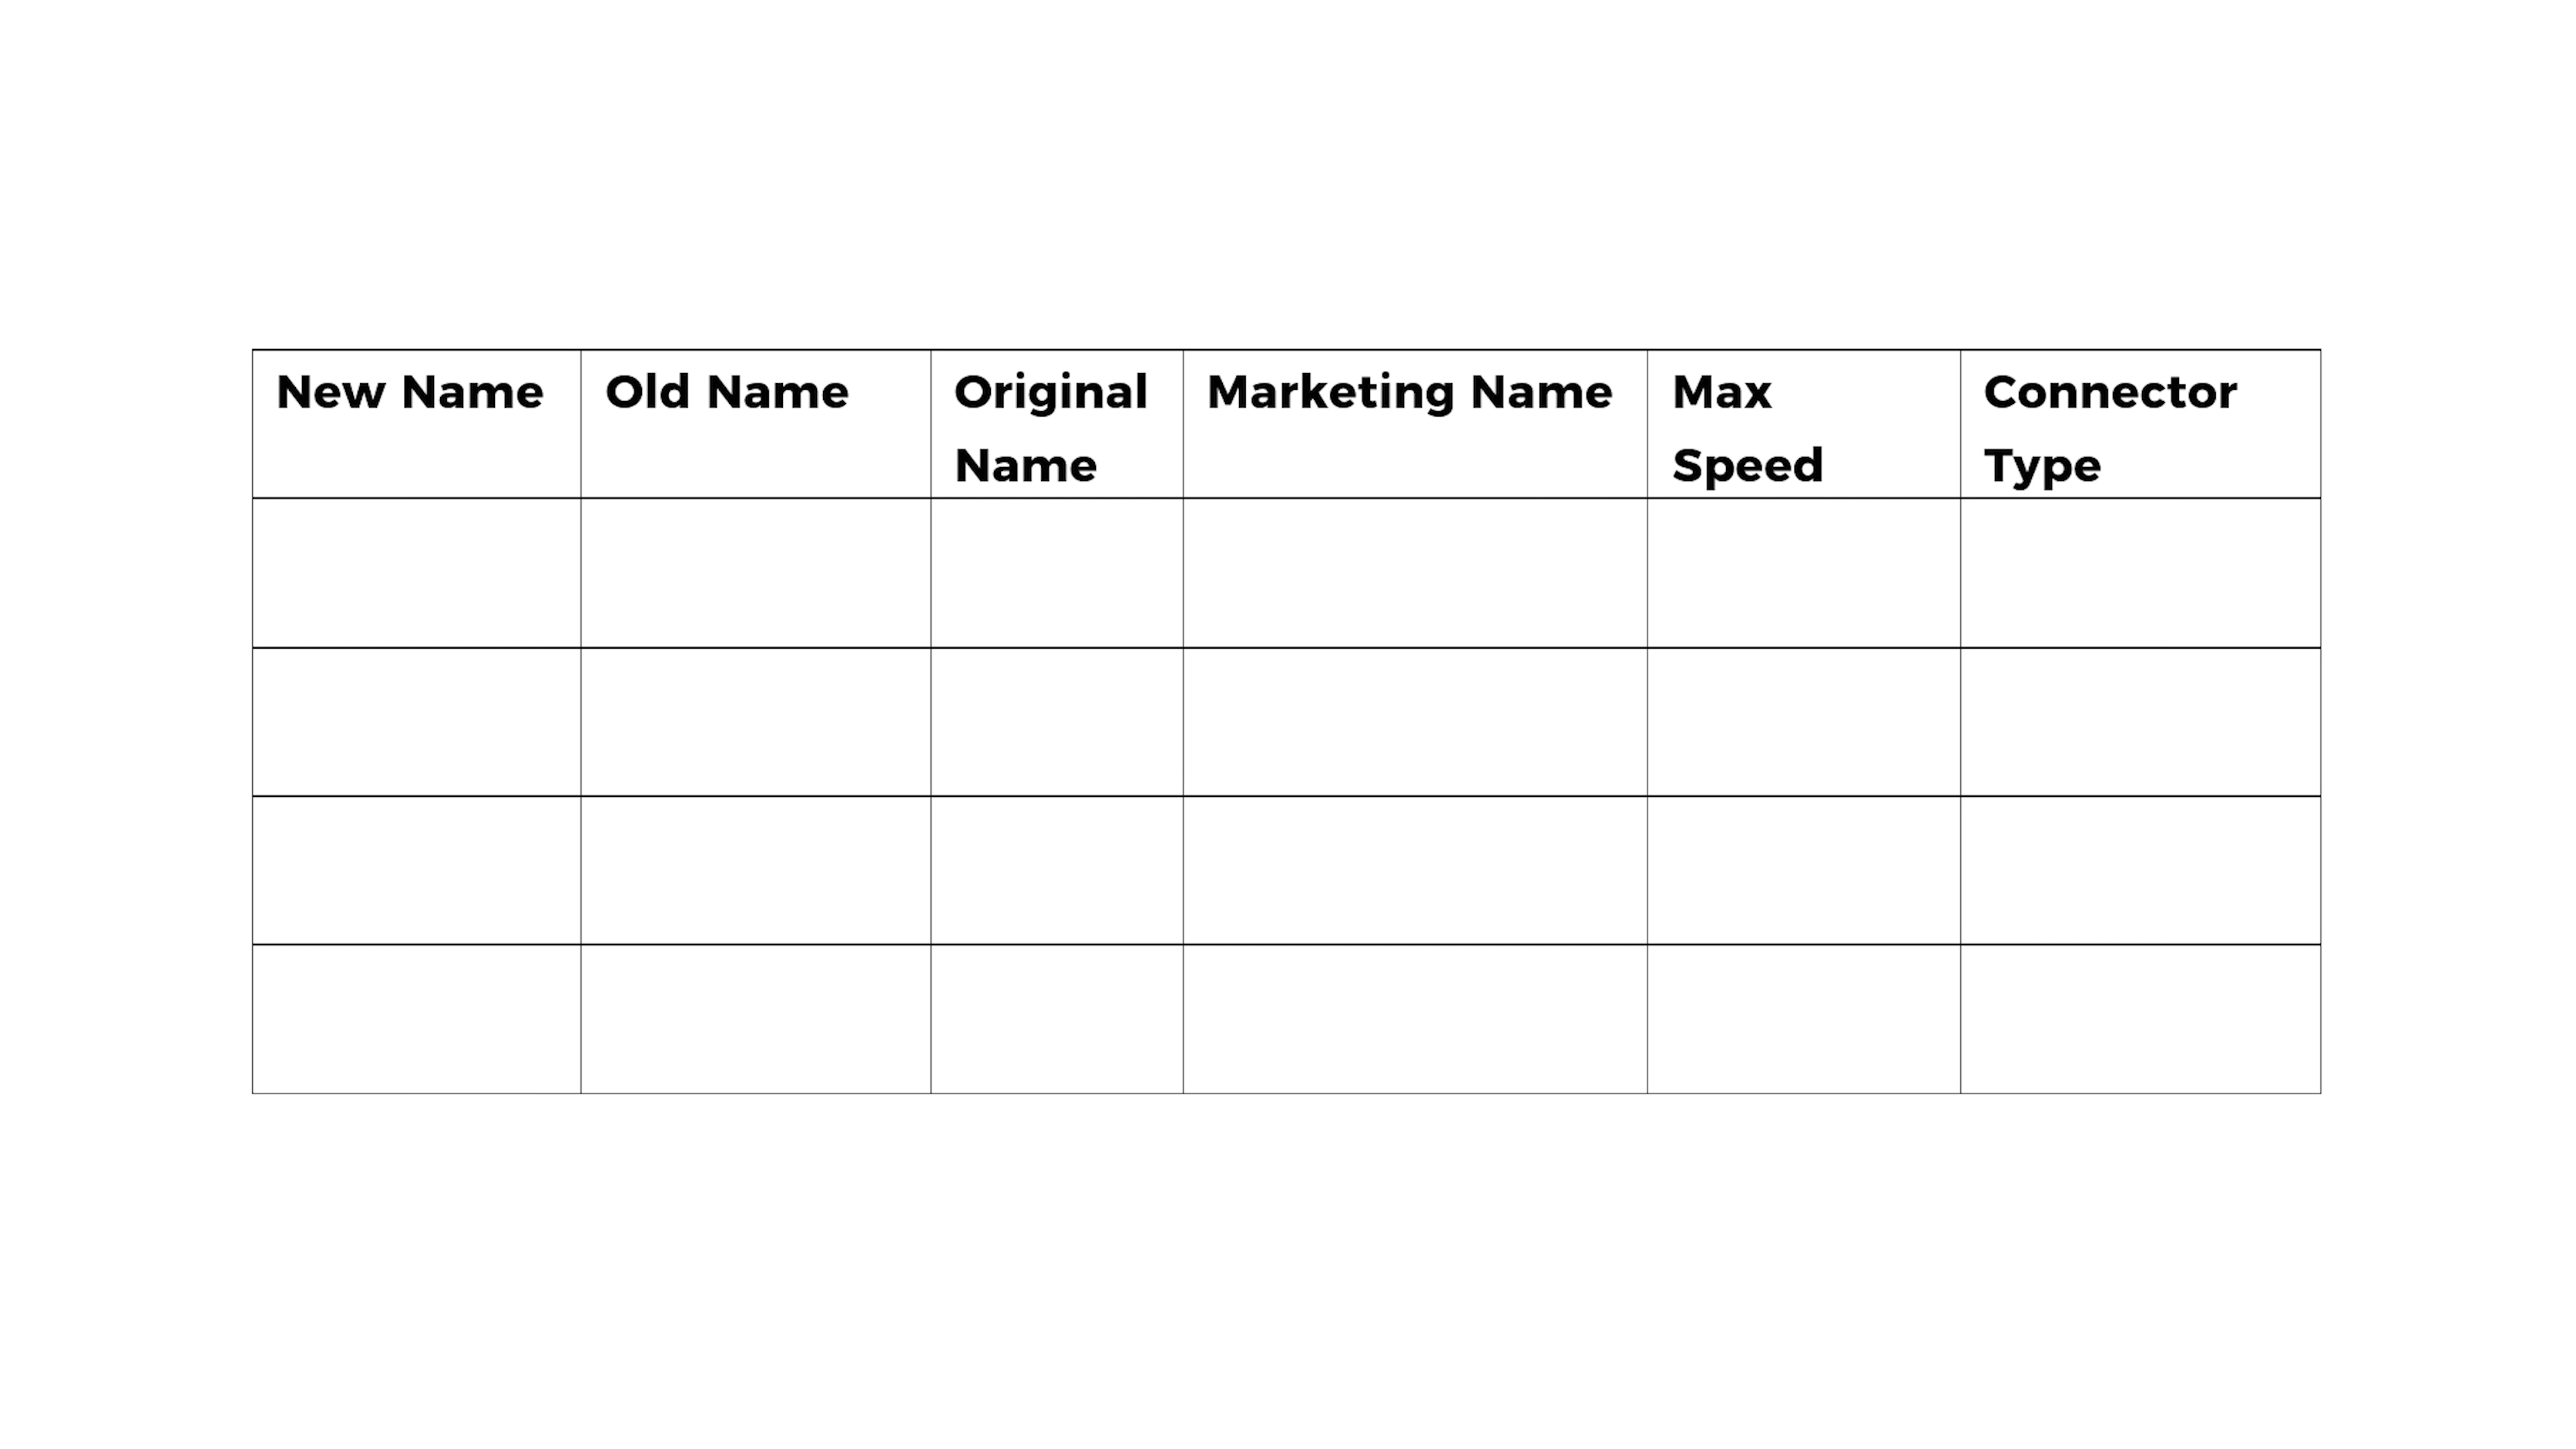 New Name
Old Name
Original
Name
Marketing Name
Max
Speed
Connector
Type